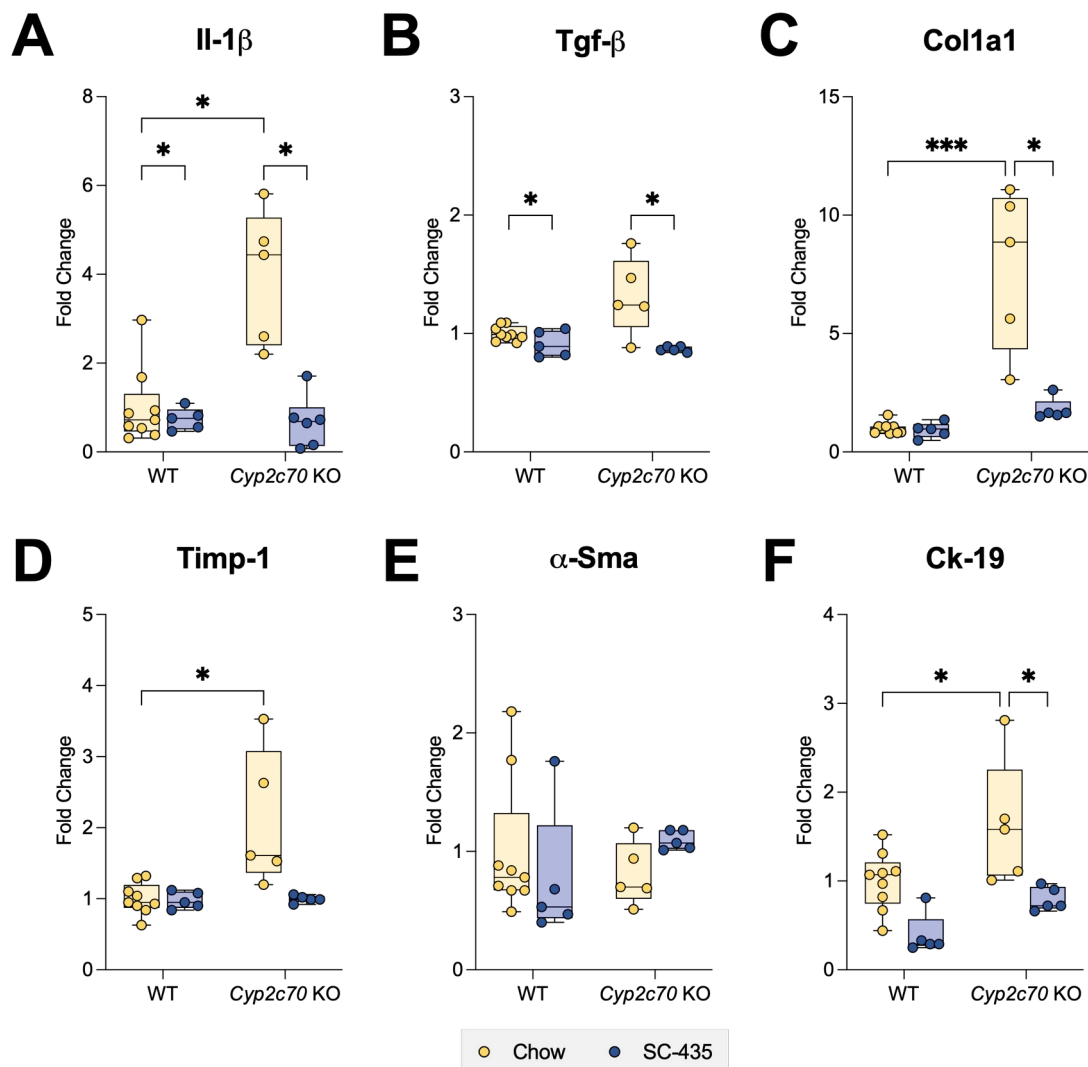 A
Il-1β
B
Tgf-β
C
Col1a1
8
6
4
2
0
Fold Change
*
*
*
WT
Cyp2c70 KO
3
2
1
0
Fold Change
*
*
WT
Cyp2c70 KO
15
10
5
0
Fold Change
***
*
WT
Cyp2c70 KO
D
Timp-1
E
α-Sma
F
Ck-19
5
4
3
2
1
0
Fold Change
*
WT
Cyp2c70 KO
3
2
1
0
Fold Change
WT
Cyp2c70 KO
4
3
2
1
0
Fold Change
*
*
WT
Cyp2c70 KO
Chow SC-435